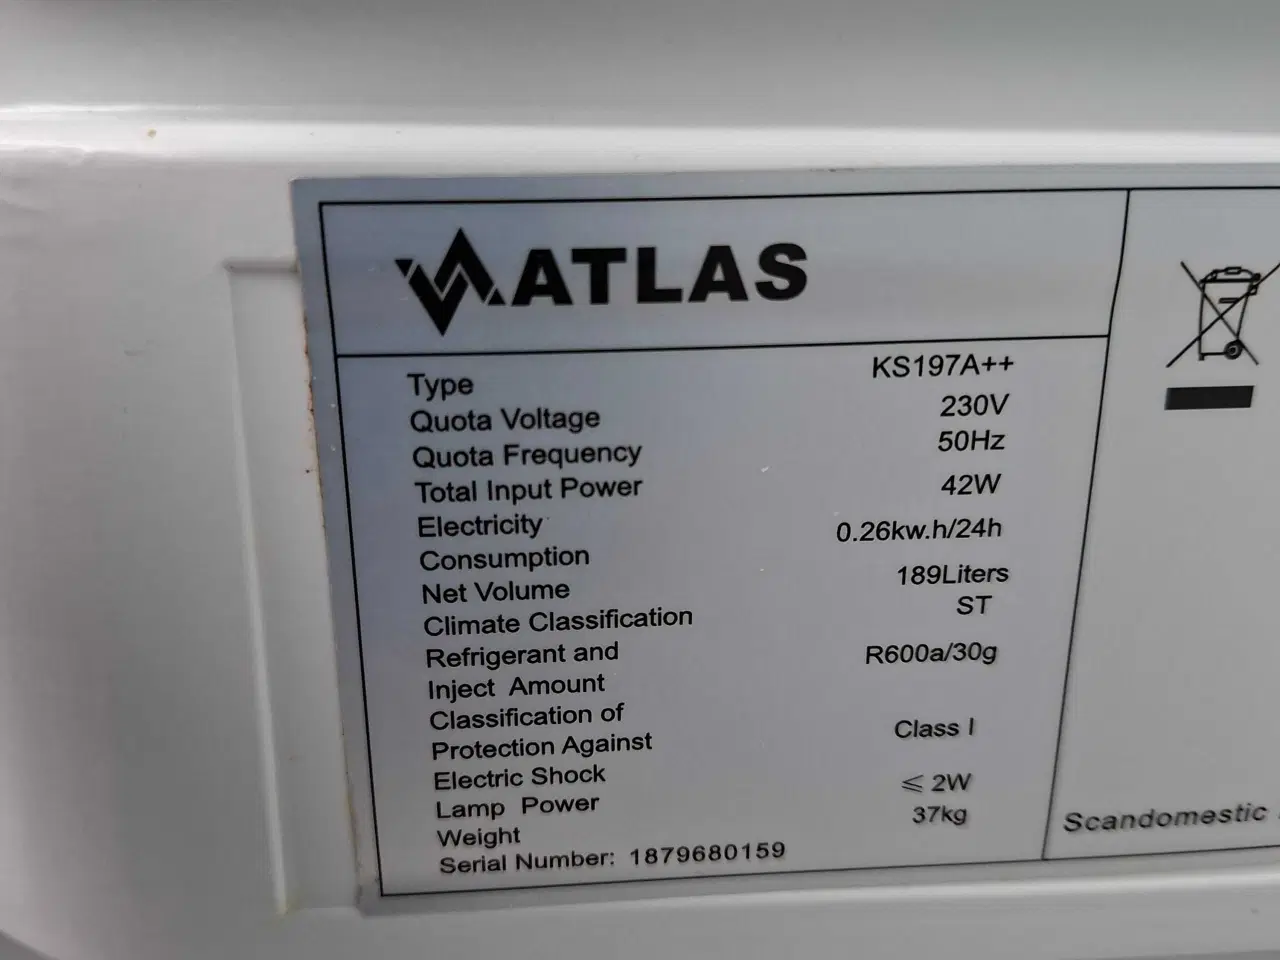 ATLAS
Type KS197A++
Quota Voltage 230V
Quota Frequency 50Hz
Total Input Power 42W
Electricity
Consumption 0.26kw.h/24h
Net Volume 189Liters
Climate Classification ST
Refrigerant and
Inject Amount R600a/30g
Classification of
Protection Against
Electric Shock Class I
Lamp Power ⩽ 2W
Weight 37kg
Serial Number: 1879680159
Scandomestic